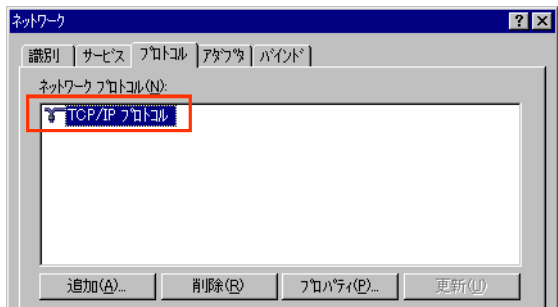 ネットワーク
識別 サービス プロトコル アダプタ バインド
ネットワーク プロトコル(N):
TCP/IP プロトコル
追加(A)... 削除(R) プロパティ(P)... 更新(U)